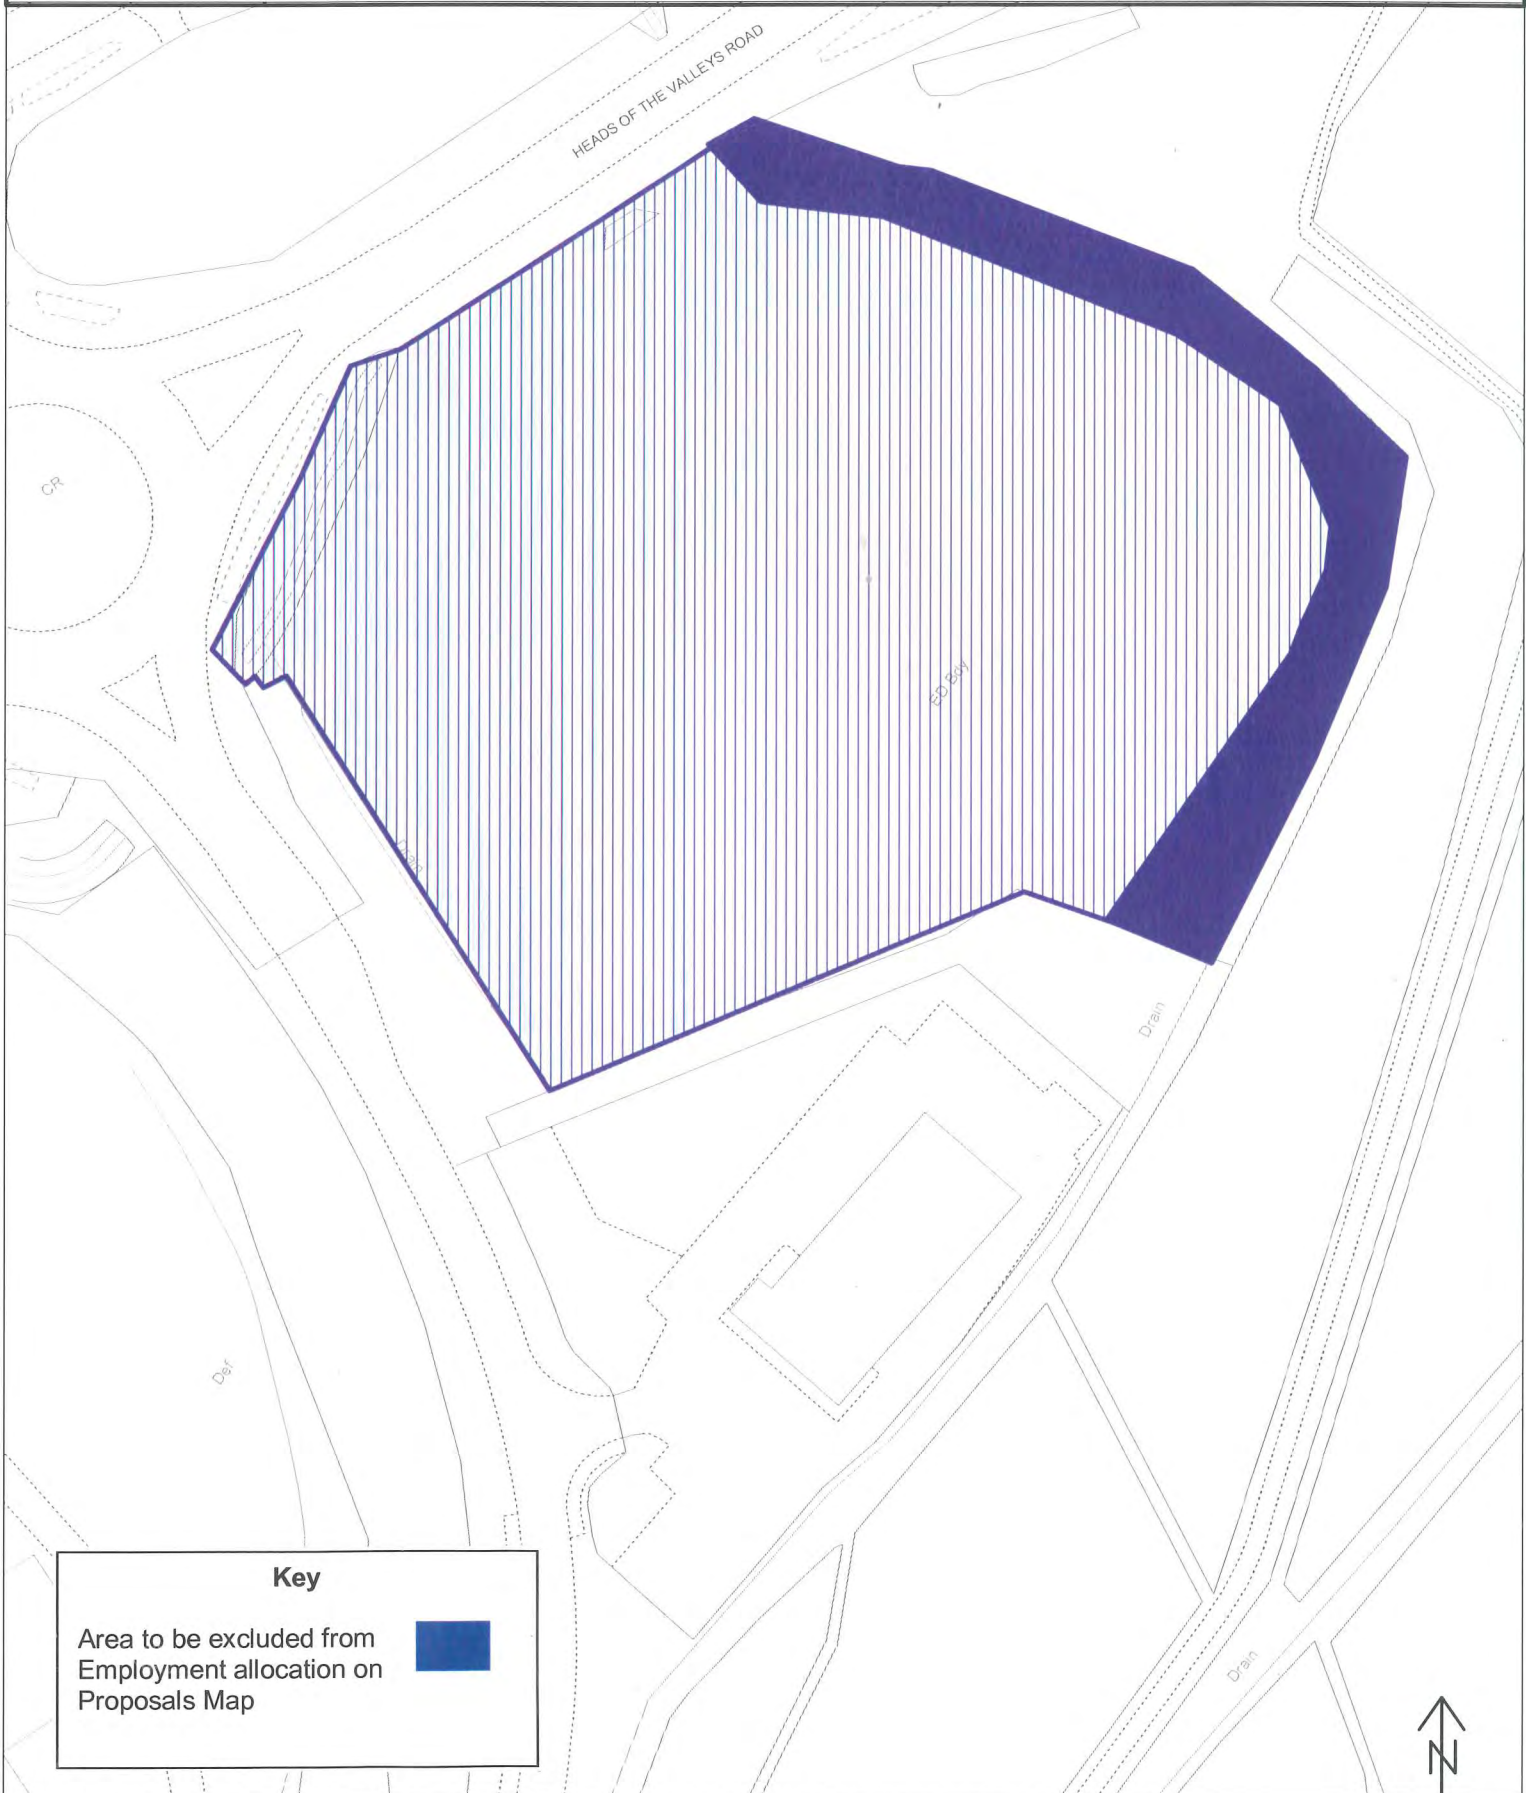 HEADS OF THE VALLEYS ROAD
CR
ED Bdy
Drain
Drain
Def
Key
Area to be excluded from
Employment allocation on
Proposals Map
Drain
N